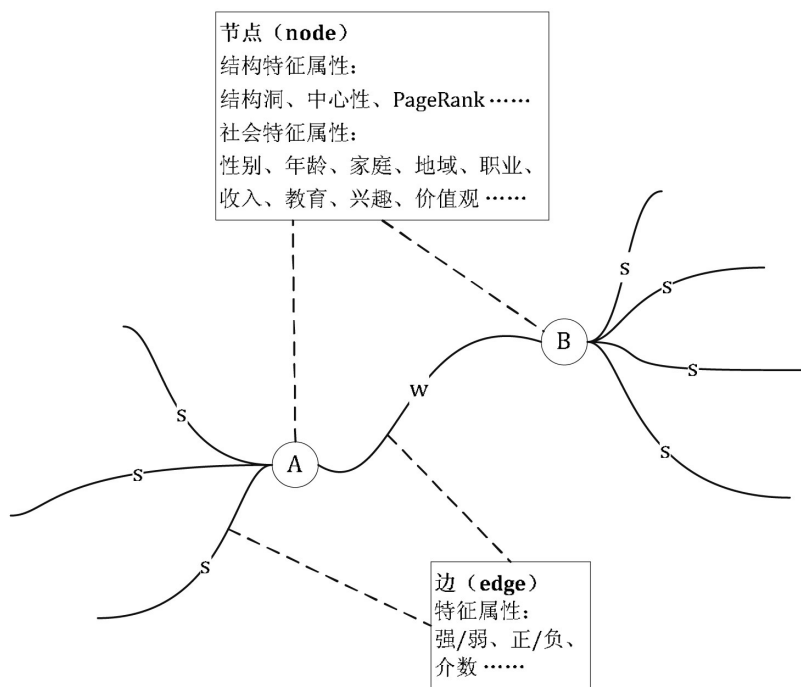 节点（node）
结构特征属性：
结构洞、中心性、PageRank ……
社会特征属性：
性别、年龄、家庭、地域、职业、
收入、教育、兴趣、价值观 ……
s
s
B
s
s
w
s
s
A
s
边（edge）
特征属性：
强/弱、正/负、
介数 ……